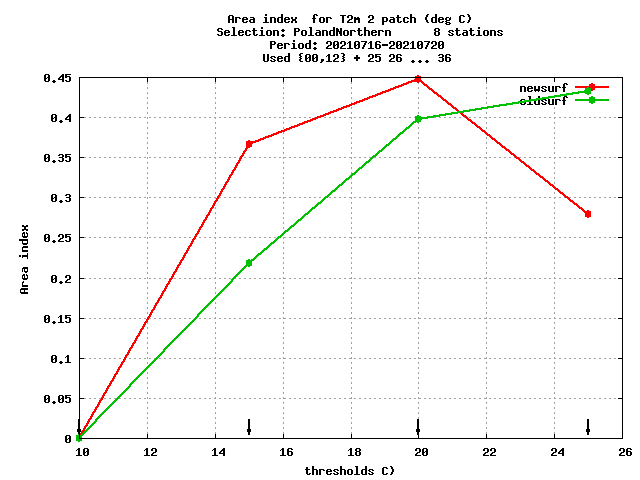 Area index  for T2m 2 patch (deg C)
Selection: PolandNorthern      8 stations
Period: 20210716-20210720
Used {00,12} + 25 26 ... 36
newsurf
oldsurf
0.45
0.4
0.35
0.3
0.25
0.2
0.15
0.1
0.05
0
Area index
10 12 14 16 18 20 22 24 26
thresholds C)